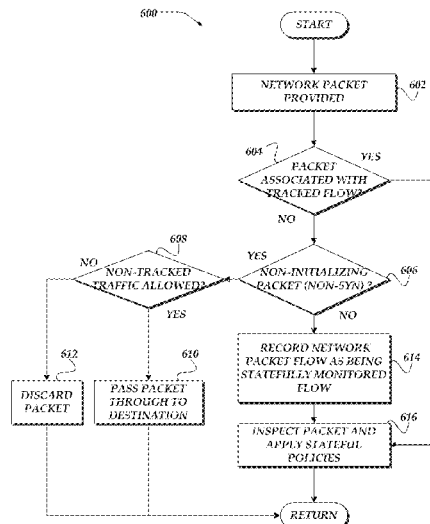 600
START
NETWORK PACKET
PROVIDED
602
604
PACKET
ASSOCIATED WITH
TRACKED FLOW?
YES
NO
608
NO
NON-TRACKED
TRAFFIC ALLOWED?
YES
YES
NON-INITIALIZING
PACKET (NON-SYN) ?
606
NO
612
DISCARD
PACKET
610
PASS PACKET
THROUGH TO
DESTINATION
RECORD NETWORK
PACKET FLOW AS BEING
STATEFULLY MONITORED
FLOW
614
616
INSPECT PACKET AND
APPLY STATEFUL
POLICIES
RETURN